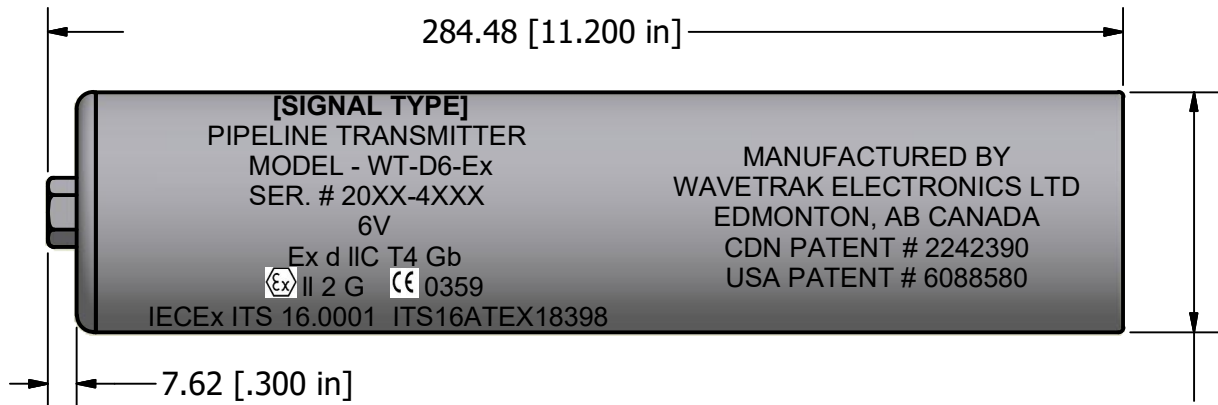 284.48 [11.200 in]
[SIGNAL TYPE]
PIPELINE TRANSMITTER
MODEL - WT-D6-Ex
SER. # 20XX-4XXX
6V
Ex d IIC T4 Gb
Ex II 2 G CE 0359
IECEx ITS 16.0001 ITS16ATEX18398
MANUFACTURED BY
WAVETRAK ELECTRONICS LTD
EDMONTON, AB CANADA
CDN PATENT # 2242390
USA PATENT # 6088580
7.62 [.300 in]